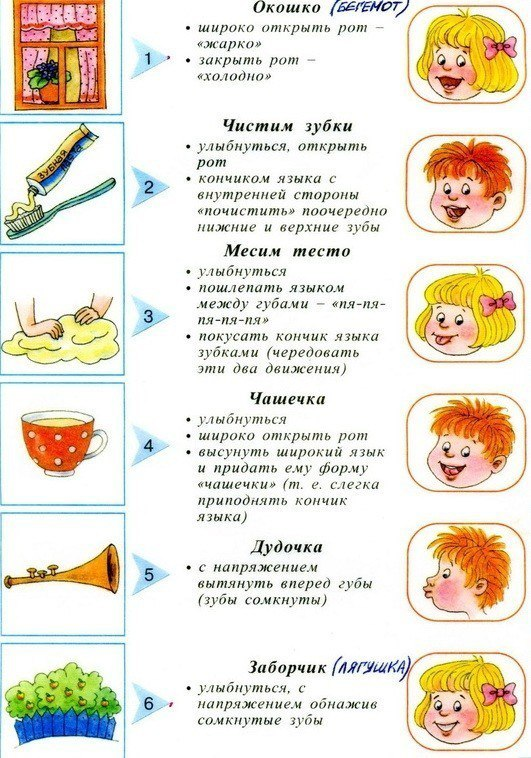 Окошко (БЕГЕМОТ)
1
• широко открыть рот –
«жарко»
• закрыть рот –
«холодно»
Чистим зубки
ЗУБНАЯ
ПАСТА
2
• улыбнуться, открыть
рот
• кончиком языка с
внутренней стороны
«почистить» поочередно
нижние и верхние зубы
Месим тесто
3
• улыбнуться
• пошлепать языком
между губами – «пя-пя-
пя-пя-пя»
• покусать кончик языка
зубками (чередовать
эти два движения)
Чашечка
4
• улыбнуться
• широко открыть рот
• высунуть широкий язык
и придать ему форму
«чашечки» (т. е. слегка
приподнять кончик
языка)
Дудочка
5
• с напряжением
вытянуть вперед губы
(зубы сомкнуты)
Заборчик (ЛЯГУШКА)
6
• улыбнуться, с
напряжением обнажив
сомкнутые зубы